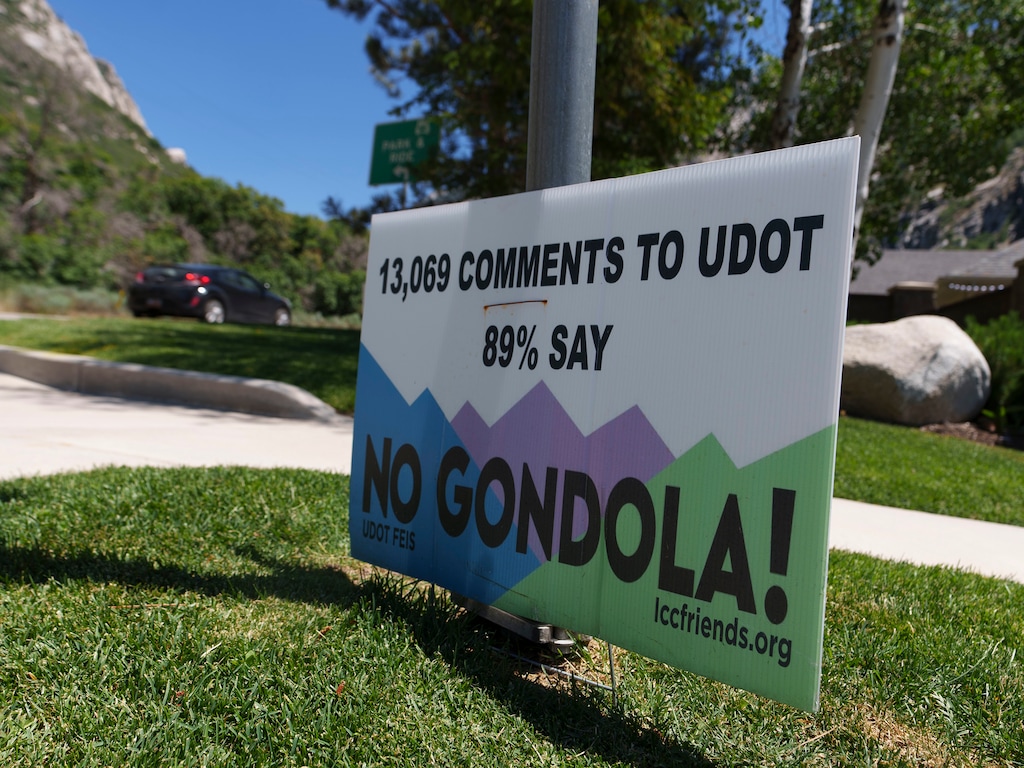 PARK &
RIDE
13,069 COMMENTS TO UDOT
89% SAY
NO GONDOLA!
UDOT FEIS
lccfriends.org